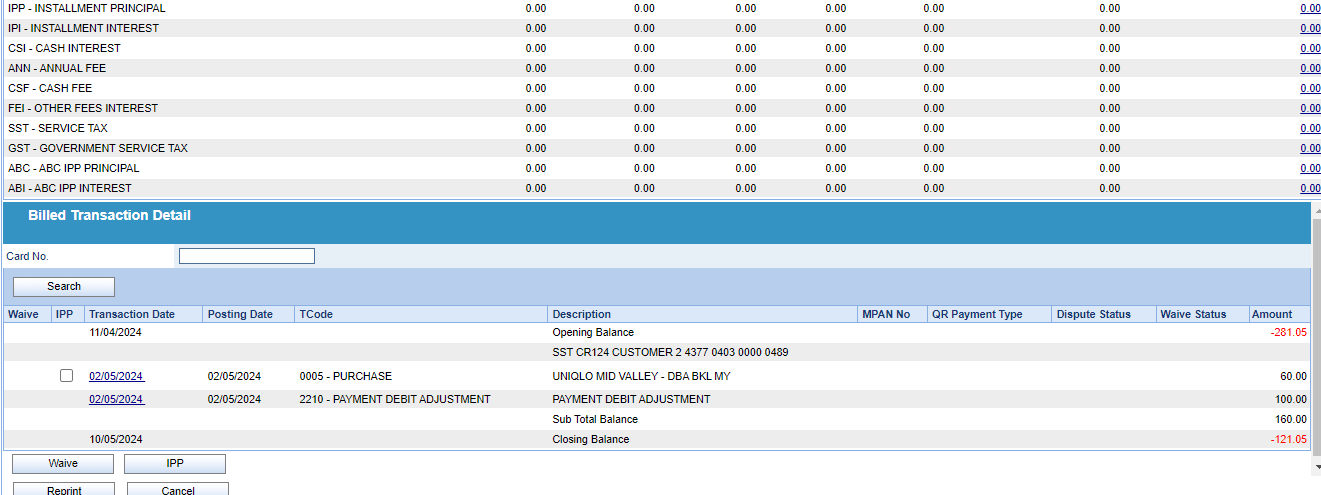 IPP - INSTALLMENT PRINCIPAL 0.00 0.00 0.00 0.00 0.00 0.00 0.00
IPI - INSTALLMENT INTEREST 0.00 0.00 0.00 0.00 0.00 0.00 0.00
CSI - CASH INTEREST 0.00 0.00 0.00 0.00 0.00 0.00 0.00
ANN - ANNUAL FEE 0.00 0.00 0.00 0.00 0.00 0.00 0.00
CSF - CASH FEE 0.00 0.00 0.00 0.00 0.00 0.00 0.00
FEI - OTHER FEES INTEREST 0.00 0.00 0.00 0.00 0.00 0.00 0.00
SST - SERVICE TAX 0.00 0.00 0.00 0.00 0.00 0.00 0.00
GST - GOVERNMENT SERVICE TAX 0.00 0.00 0.00 0.00 0.00 0.00 0.00
ABC - ABC IPP PRINCIPAL 0.00 0.00 0.00 0.00 0.00 0.00 0.00
ABI - ABC IPP INTEREST 0.00 0.00 0.00 0.00 0.00 0.00 0.00
Billed Transaction Detail
Card No.
Search
Waive IPP Transaction Date Posting Date TCode Description MPAN No QR Payment Type Dispute Status Waive Status Amount
11/04/2024 Opening Balance -281.05
SST CR124 CUSTOMER 2 4377 0403 0000 0489
02/05/2024 02/05/2024 0005 - PURCHASE UNIQLO MID VALLEY - DBA BKL MY 60.00
02/05/2024 02/05/2024 2210 - PAYMENT DEBIT ADJUSTMENT PAYMENT DEBIT ADJUSTMENT 100.00
Sub Total Balance 160.00
10/05/2024 Closing Balance -121.05
Waive IPP
Reprint Cancel